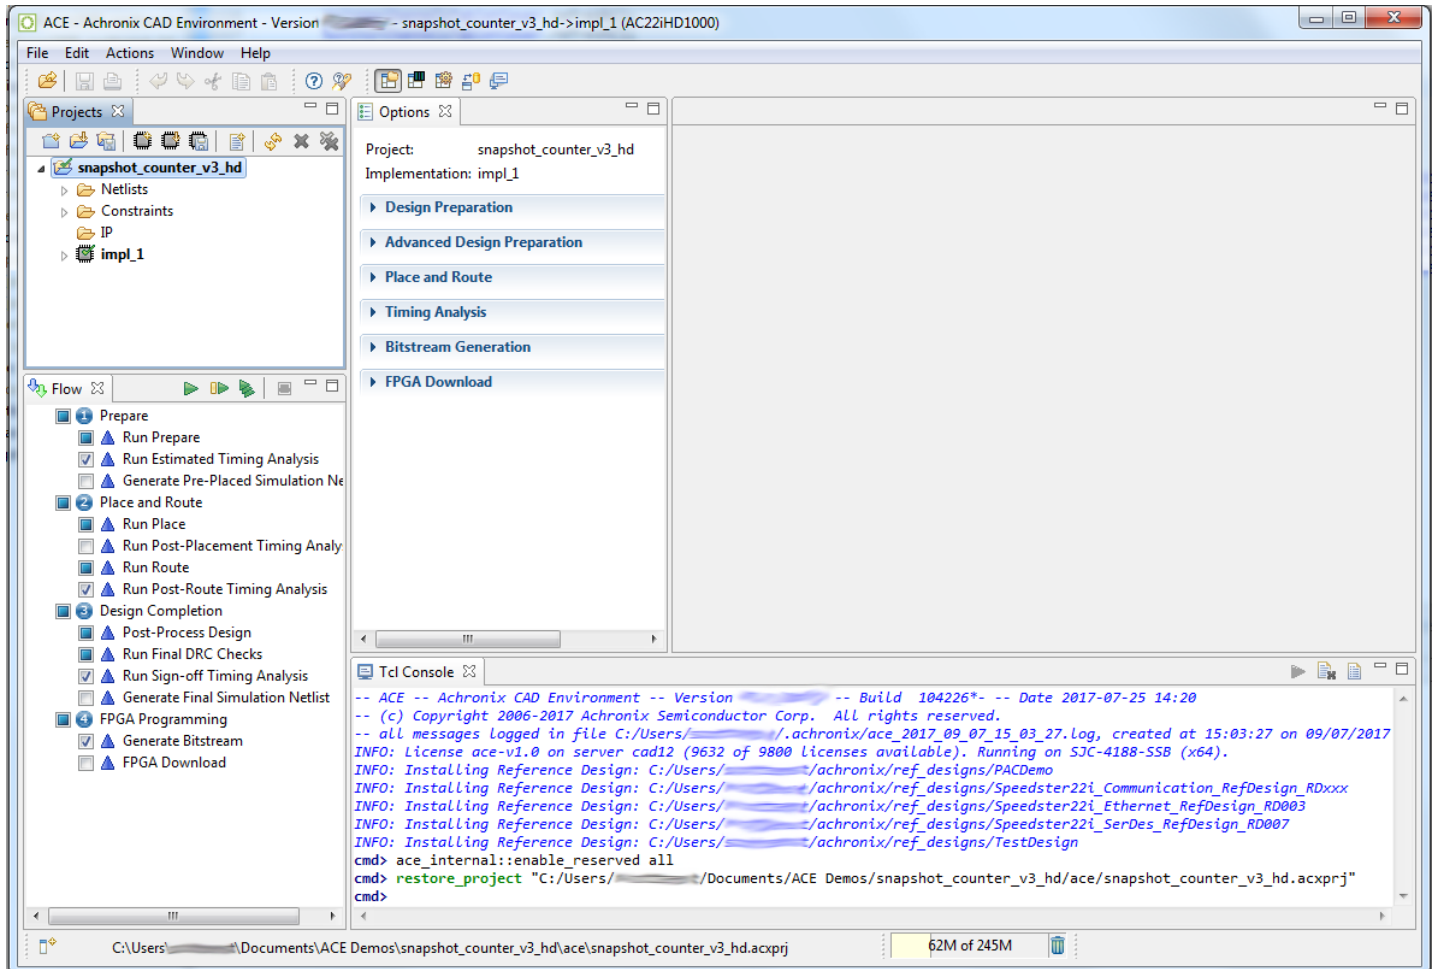 ACE - Achronix CAD Environment - Version - snapshot_counter_v3_hd->impl_1 (AC22iHD1000)
File Edit Actions Window Help
Projects
snapshot_counter_v3_hd
Netlists
Constraints
IP
impl_1
Options
Project: snapshot_counter_v3_hd
Implementation: impl_1
Design Preparation
Advanced Design Preparation
Place and Route
Timing Analysis
Bitstream Generation
FPGA Download
Flow
1 Prepare
Run Prepare
Run Estimated Timing Analysis
Generate Pre-Placed Simulation Ne
2 Place and Route
Run Place
Run Post-Placement Timing Analy
Run Route
Run Post-Route Timing Analysis
3 Design Completion
Post-Process Design
Run Final DRC Checks
Run Sign-off Timing Analysis
Generate Final Simulation Netlist
4 FPGA Programming
Generate Bitstream
FPGA Download
Tcl Console
-- ACE -- Achronix CAD Environment -- Version -- Build 104226*- -- Date 2017-07-25 14:20
-- (c) Copyright 2006-2017 Achronix Semiconductor Corp. All rights reserved.
-- all messages logged in file C:/Users/ /.achronix/ace_2017_09_07_15_03_27.log, created at 15:03:27 on 09/07/2017
INFO: License ace-v1.0 on server cad12 (9632 of 9800 licenses available). Running on SJC-4188-SSB (x64).
INFO: Installing Reference Design: C:/Users/ /achronix/ref_designs/PACDemo
INFO: Installing Reference Design: C:/Users/ /achronix/ref_designs/Speedster22i_Communication_RefDesign_RDxxx
INFO: Installing Reference Design: C:/Users/ /achronix/ref_designs/Speedster22i_Ethernet_RefDesign_RD003
INFO: Installing Reference Design: C:/Users/ /achronix/ref_designs/Speedster22i_SerDes_RefDesign_RD007
INFO: Installing Reference Design: C:/Users/ /achronix/ref_designs/TestDesign
cmd> ace_internal::enable_reserved all
cmd> restore_project "C:/Users/ /Documents/ACE Demos/snapshot_counter_v3_hd/ace/snapshot_counter_v3_hd.acxprj"
cmd>
C:\Users\ \Documents\ACE Demos\snapshot_counter_v3_hd\ace\snapshot_counter_v3_hd.acxprj
62M of 245M